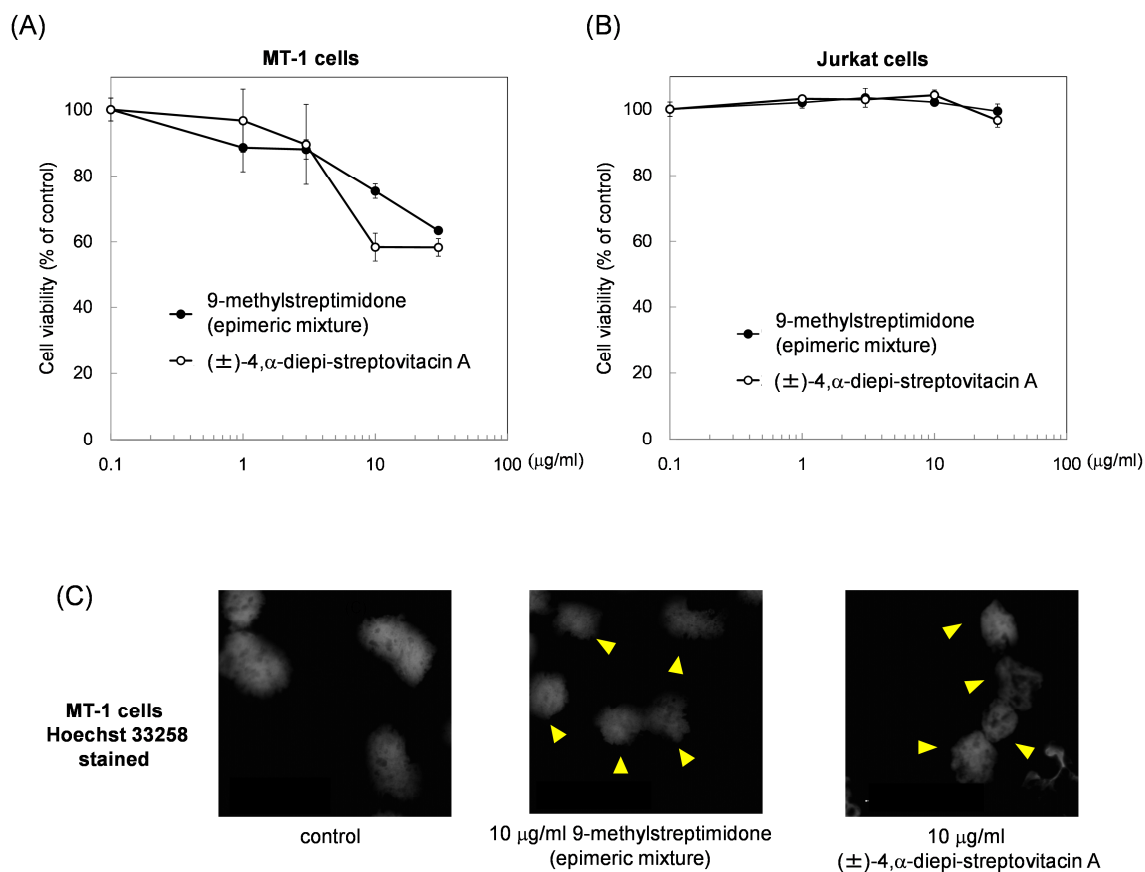 (A)
MT-1 cells
Cell viability (% of control)
100
80
60
40
20
0
0.1
1
10
100
(μg/ml)
9-methylstreptimidone
(epimeric mixture)
(±)-4,α-diepi-streptovitacin A
(B)
Jurkat cells
Cell viability (% of control)
100
80
60
40
20
0
0.1
1
10
100
(μg/ml)
9-methylstreptimidone
(epimeric mixture)
(±)-4,α-diepi-streptovitacin A
(C)
MT-1 cells
Hoechst 33258
stained
control
10 μg/ml 9-methylstreptimidone
(epimeric mixture)
10 μg/ml
(±)-4,α-diepi-streptovitacin A